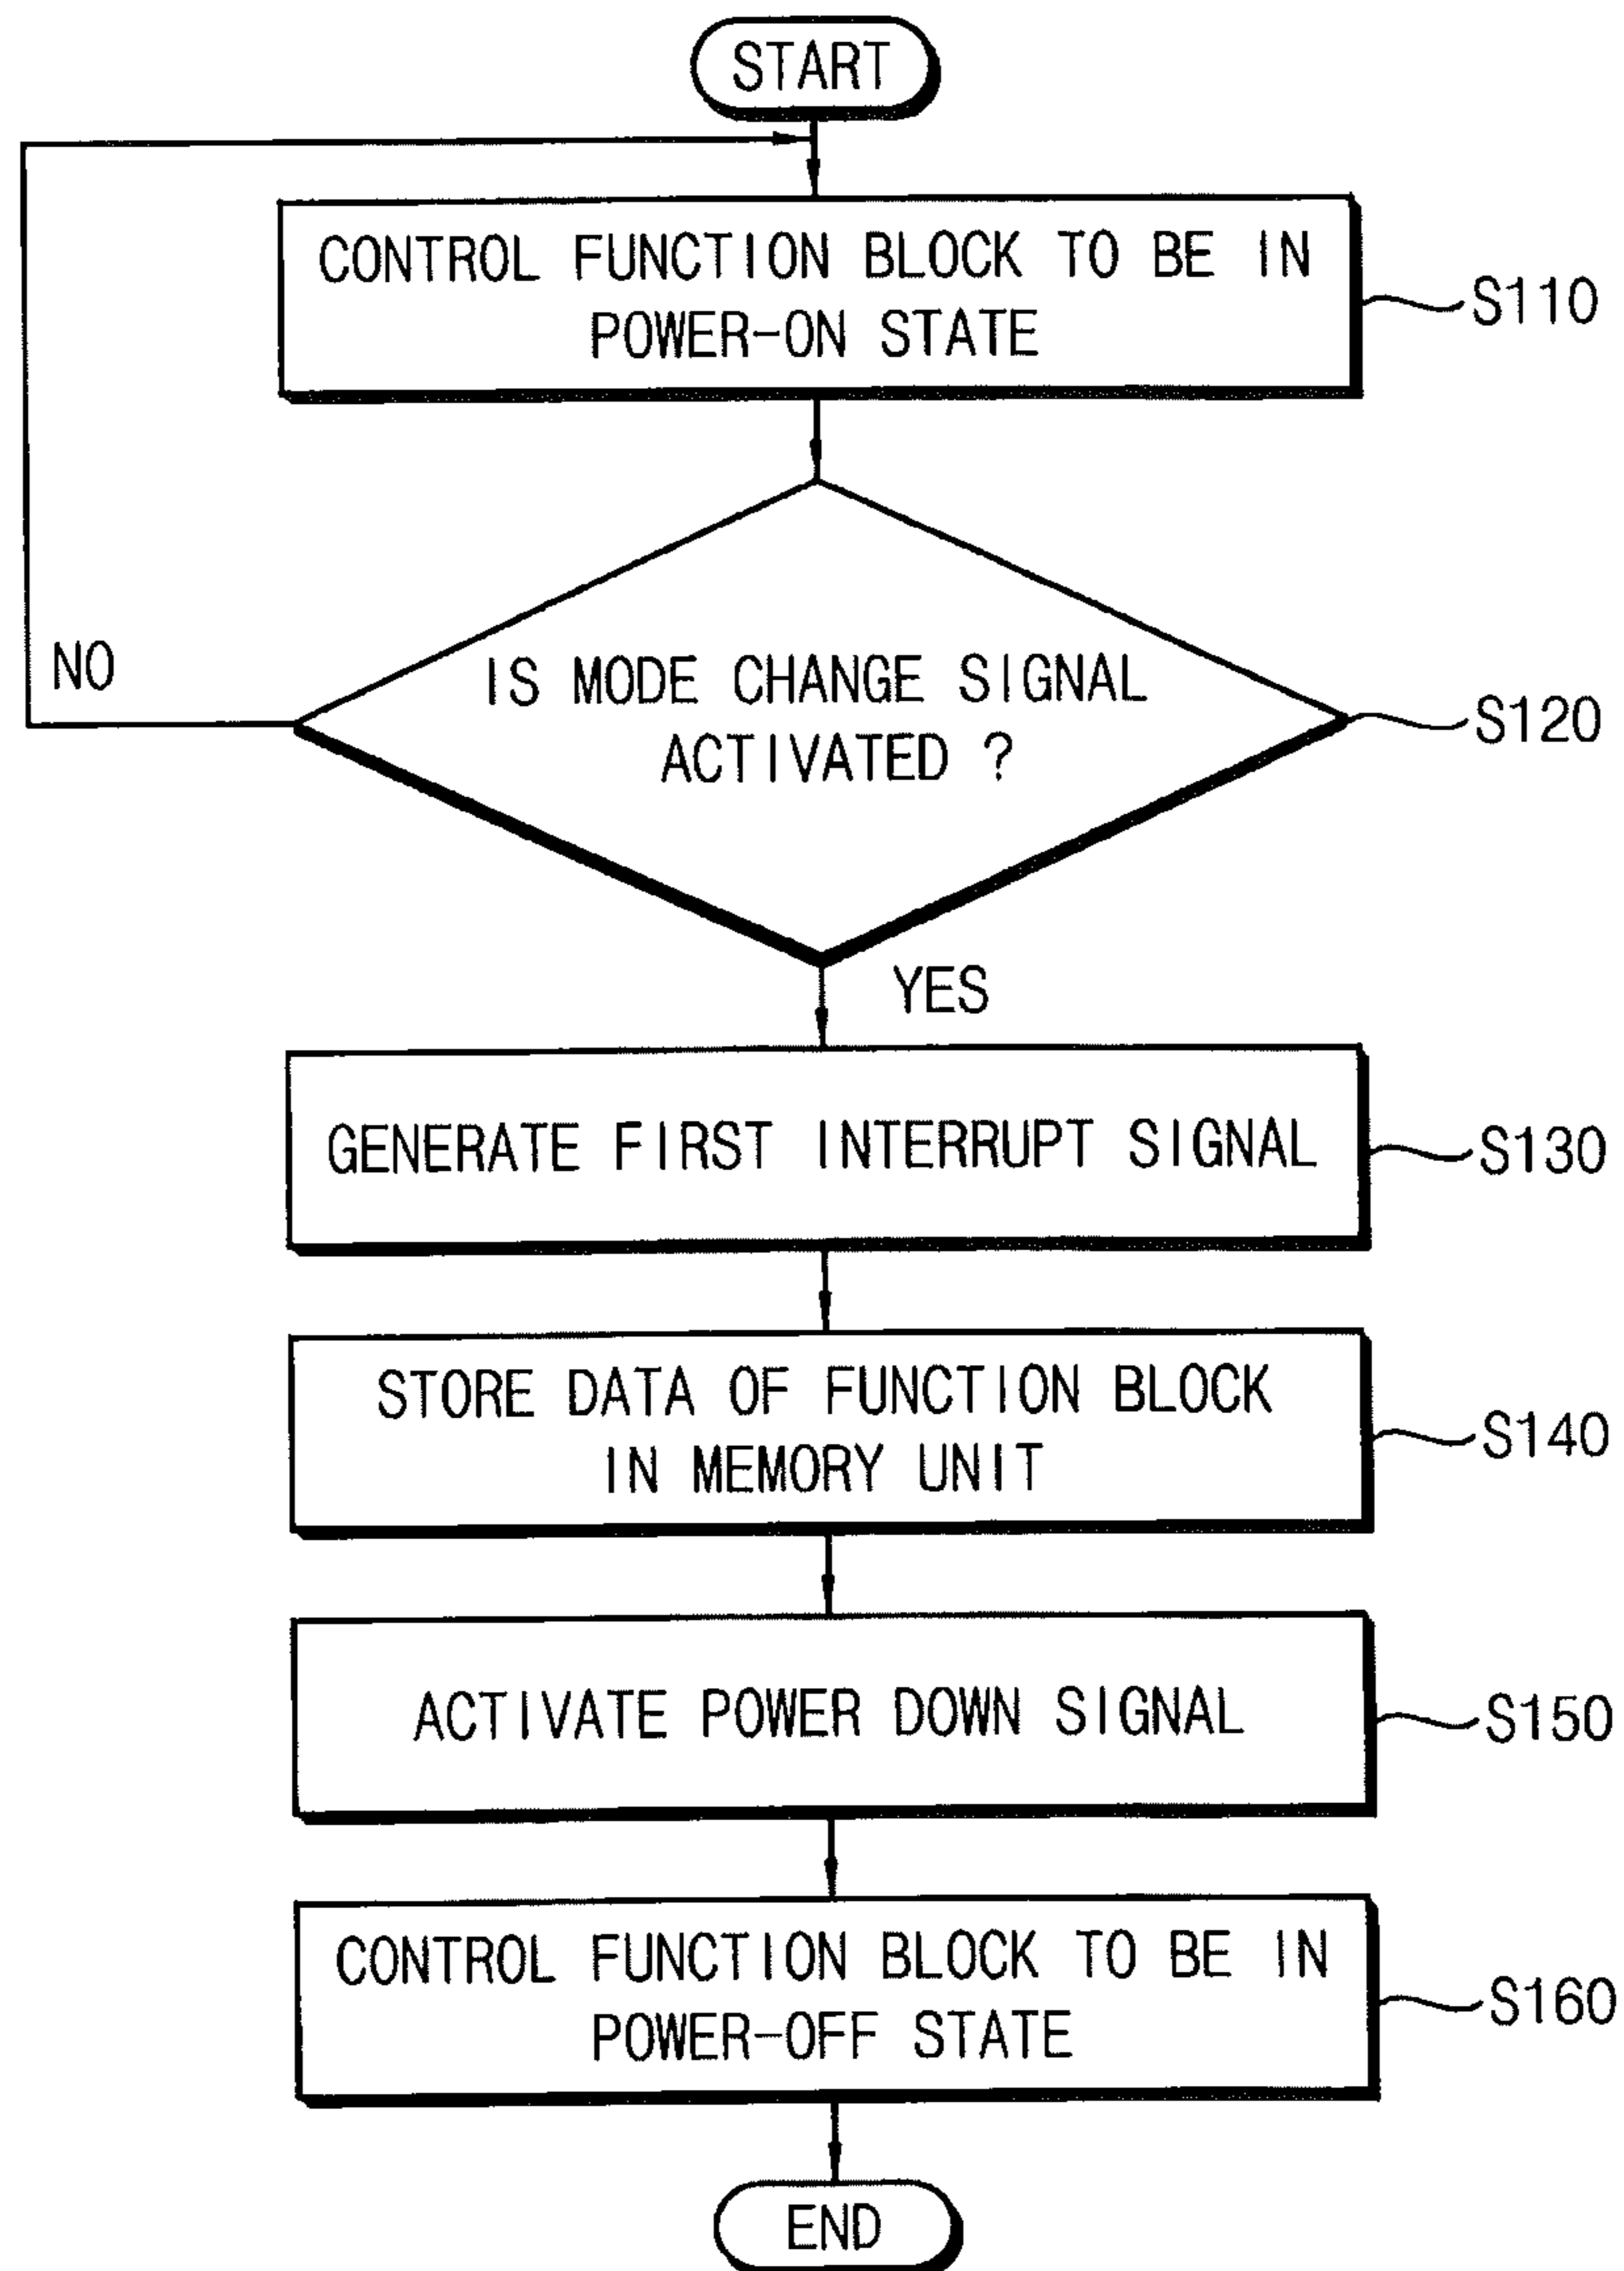 START
CONTROL FUNCTION BLOCK TO BE IN
POWER-ON STATE
S110
NO
IS MODE CHANGE SIGNAL
ACTIVATED ?
S120
YES
GENERATE FIRST INTERRUPT SIGNAL
S130
STORE DATA OF FUNCTION BLOCK
IN MEMORY UNIT
S140
ACTIVATE POWER DOWN SIGNAL
S150
CONTROL FUNCTION BLOCK TO BE IN
POWER-OFF STATE
S160
END